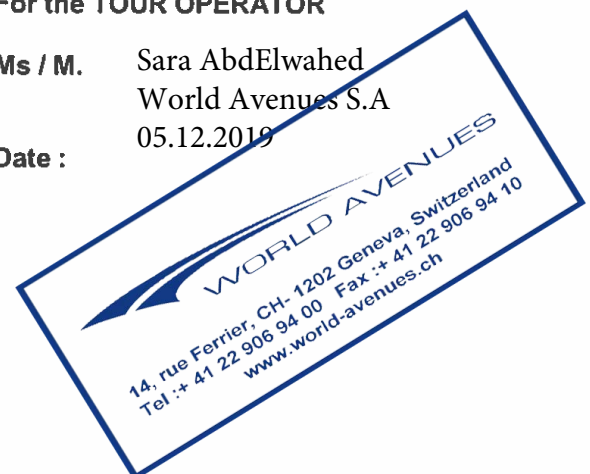 For the TOUR OPERATOR
Ms / M. Sara AbdElwahed
World Avenues S.A
Date : 05.12.2019
WORLD AVENUES
14, rue Ferrier, CH- 1202 Geneva, Switzerland
Tel :+ 41 22 906 94 00 Fax :+ 41 22 906 94 10
www.world-avenues.ch